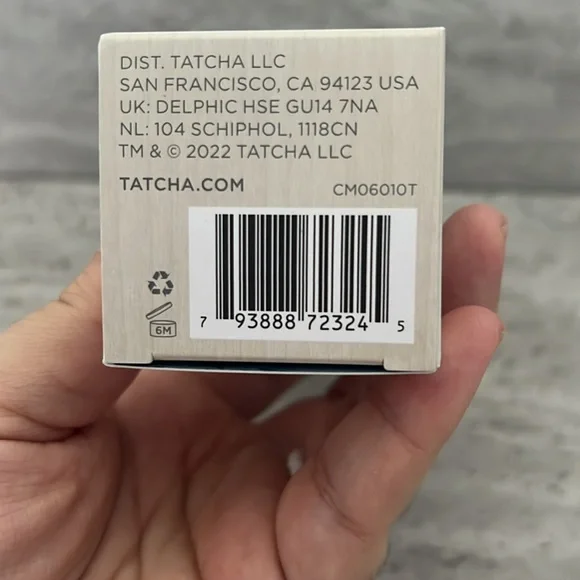 DIST. TATCHA LLC
SAN FRANCISCO, CA 94123 USA
UK: DELPHIC HSE GU14 7NA
NL: 104 SCHIPHOL, 1118CN
TM & © 2022 TATCHA LLC
TATCHA.COM CM06010T
6M
7 93888 72324 5